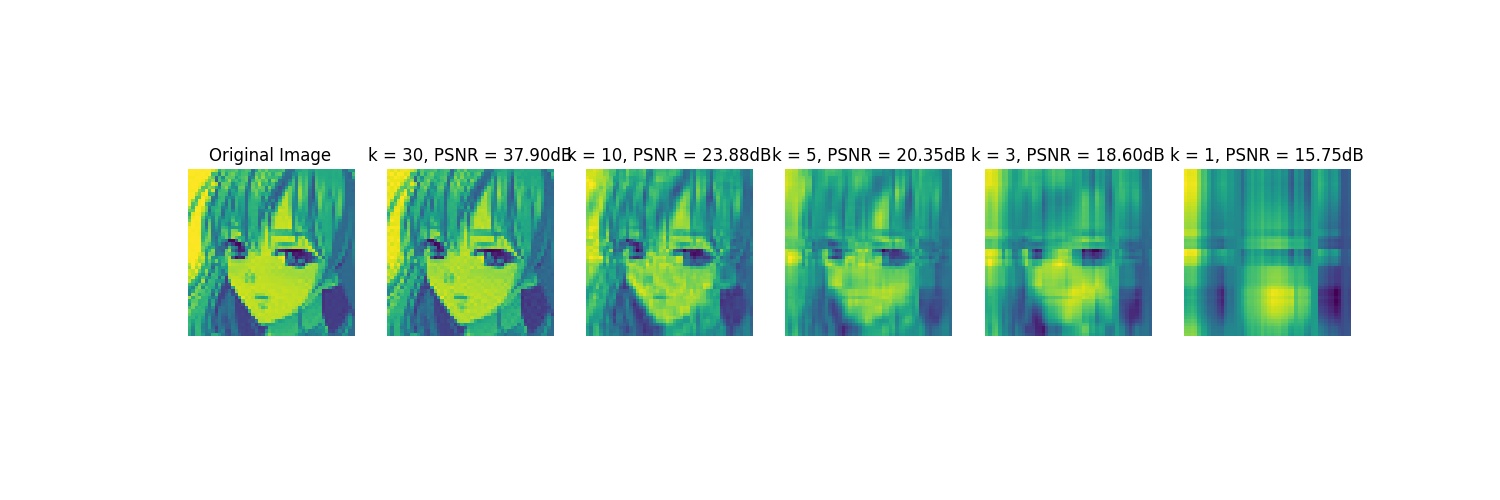 Original Image
k = 30, PSNR = 37.90dB
k = 10, PSNR = 23.88dB
k = 5, PSNR = 20.35dB
k = 3, PSNR = 18.60dB
k = 1, PSNR = 15.75dB